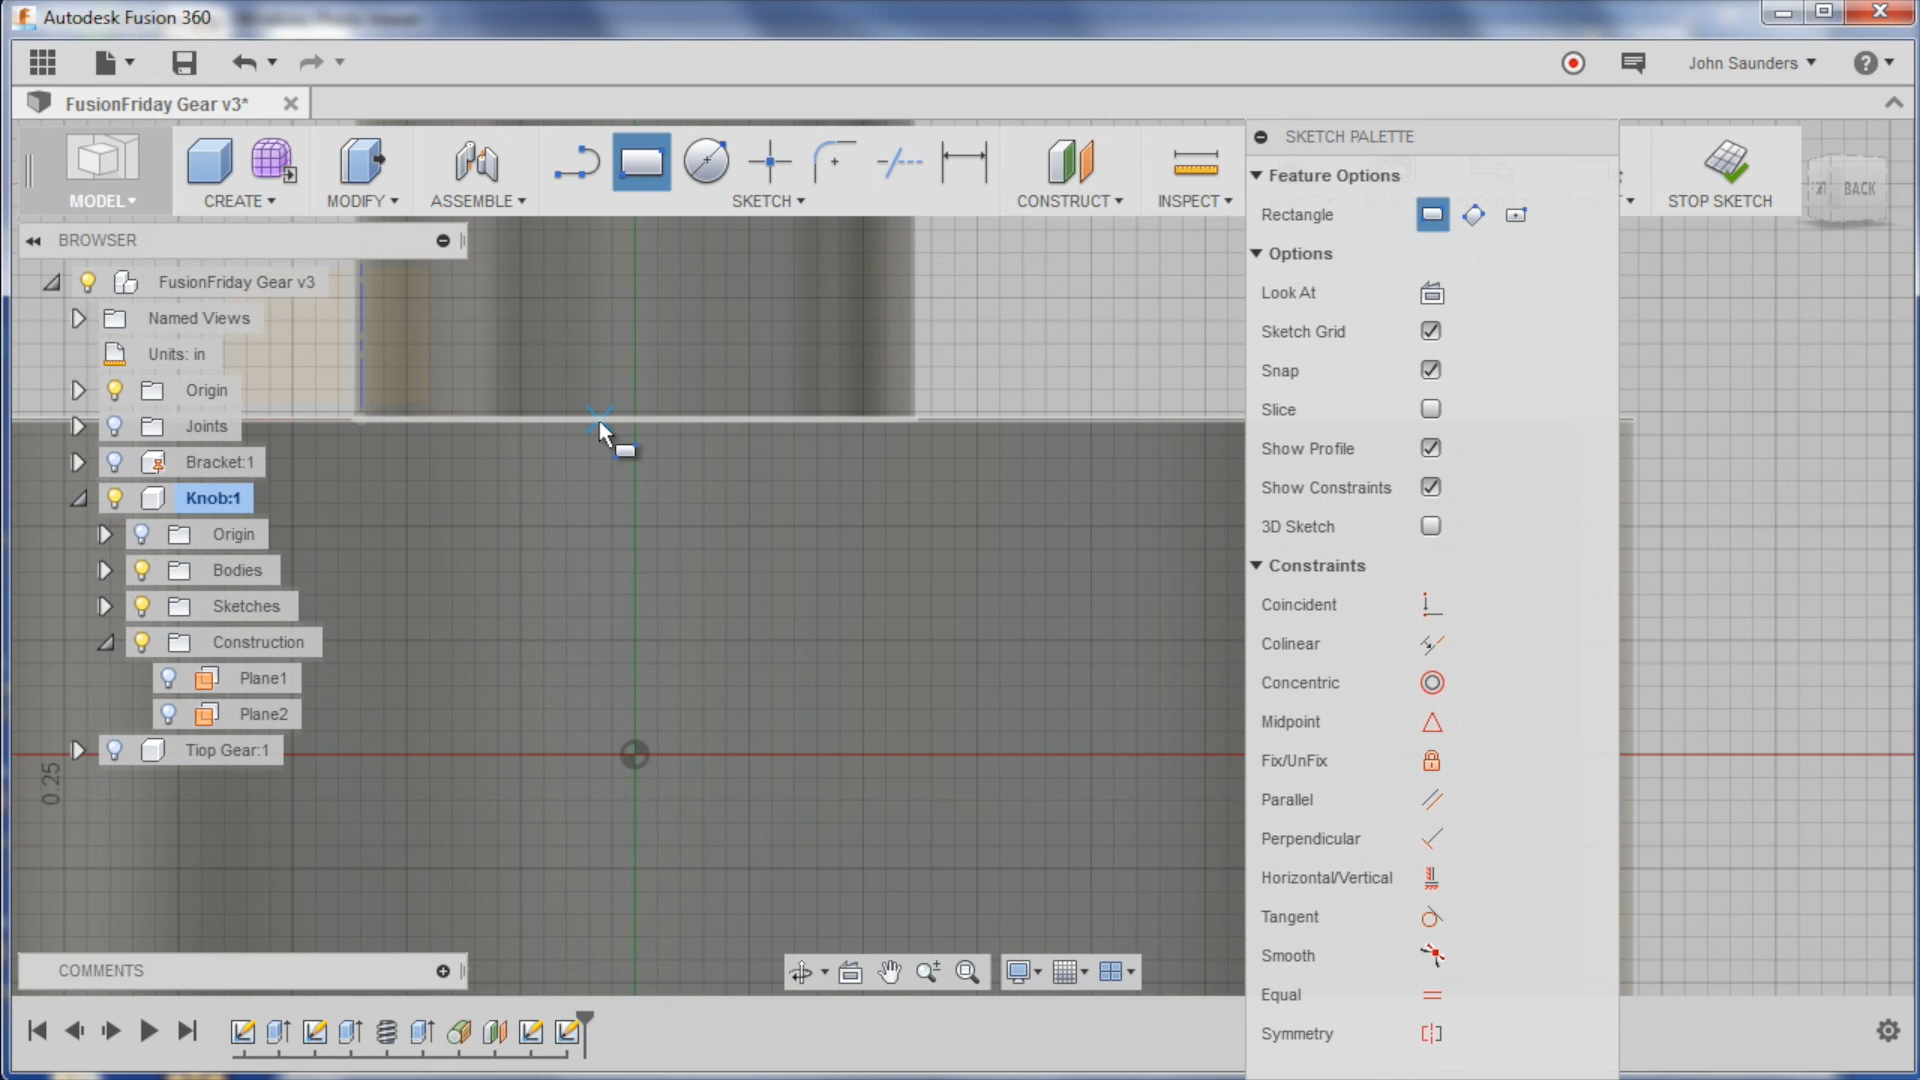 Autodesk Fusion 360
John Saunders
FusionFriday Gear v3*
MODEL
CREATE
MODIFY
ASSEMBLE
SKETCH
CONSTRUCT
INSPECT
STOP SKETCH
BACK
SKETCH PALETTE
Feature Options
Rectangle
Options
Look At
Sketch Grid
Snap
Slice
Show Profile
Show Constraints
3D Sketch
Constraints
Coincident
Colinear
Concentric
Midpoint
Fix/UnFix
Parallel
Perpendicular
Horizontal/Vertical
Tangent
Smooth
Equal
Symmetry
BROWSER
FusionFriday Gear v3
Named Views
Units: in
Origin
Joints
Bracket:1
Knob:1
Origin
Bodies
Sketches
Construction
Plane1
Plane2
Tiop Gear:1
0.25
COMMENTS